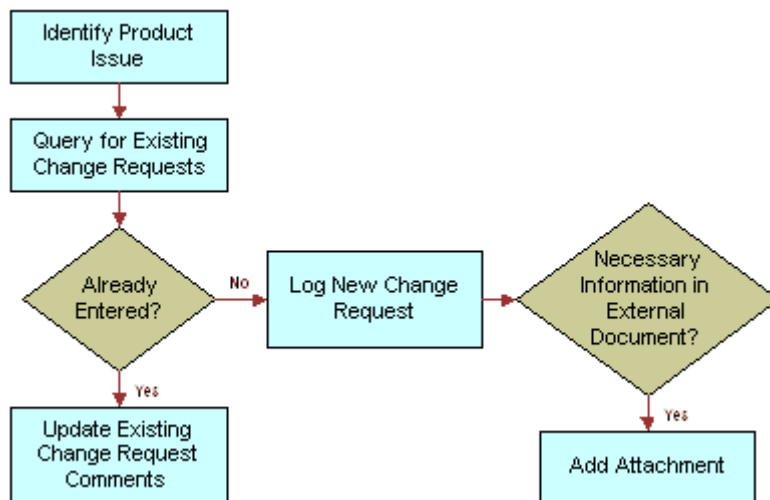 Identify Product
Issue
Query for Existing
Change Requests
Already
Entered?
No
Log New Change
Request
Necessary
Information in
External
Document?
Yes
Update Existing
Change Request
Comments
Yes
Add Attachment